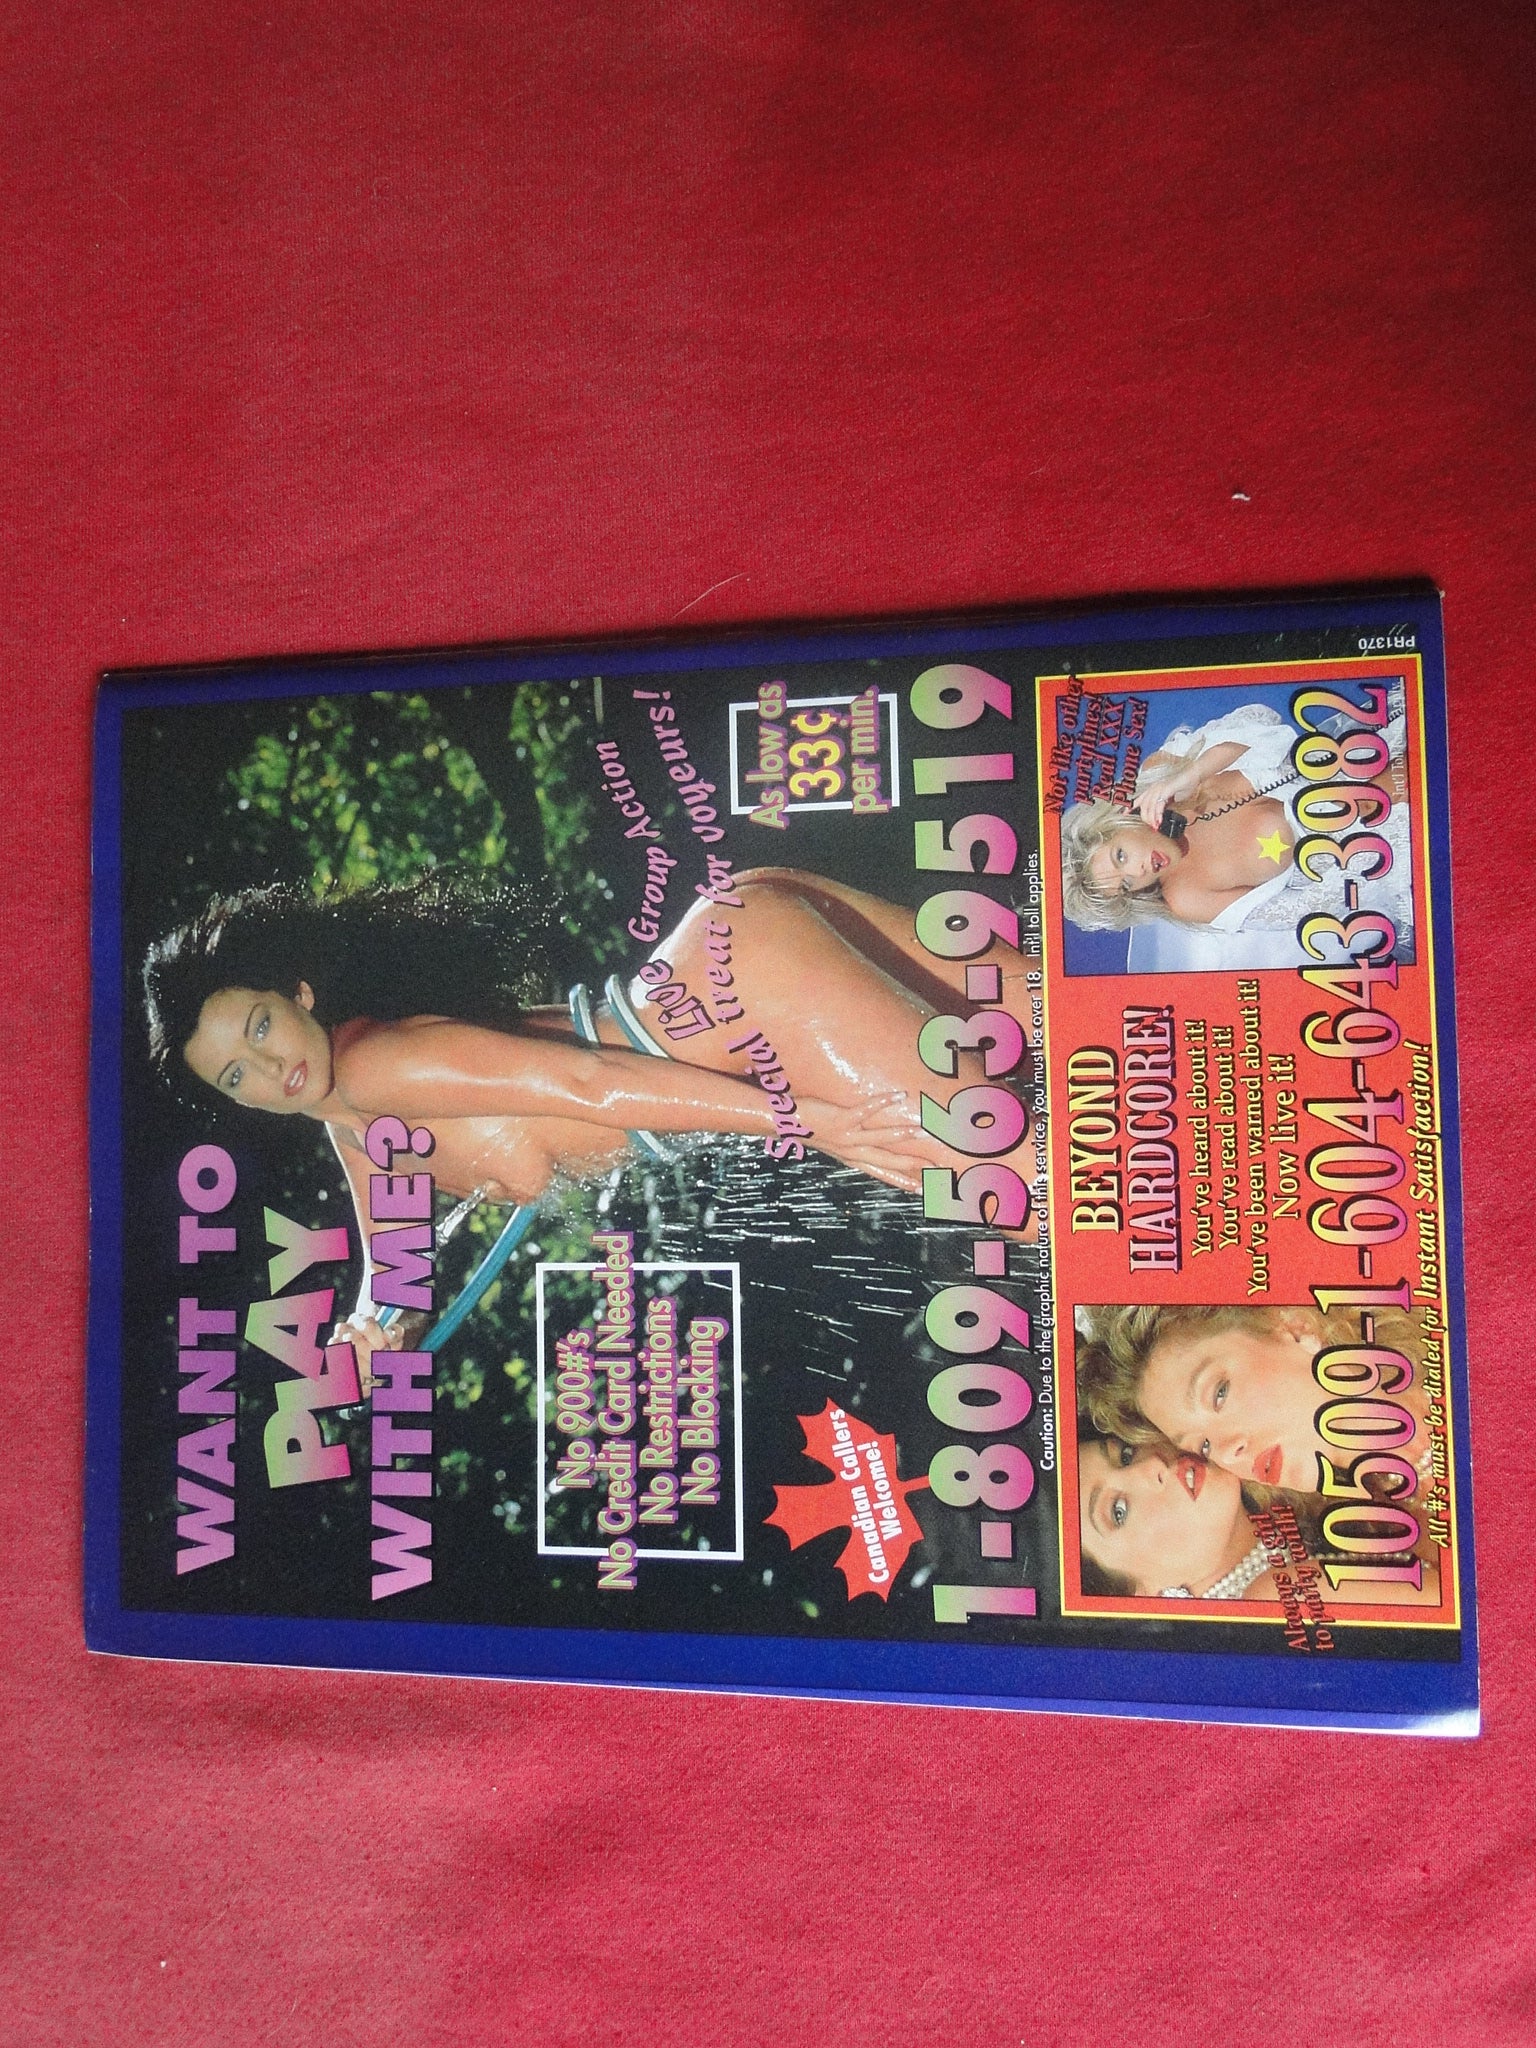 WANT TO
PLAY
WITH ME?
No 900#'s
No Credit Card Needed
No Restrictions
No Blocking
Live Group Action
Special treat for voyeurs!
As low as
33¢
per min.
Canadian Callers
Welcome!
1-809-563-9519
Caution: Due to the graphic nature of this service, you must be over 18. Int'l toll applies.
BEYOND
HARDCORE!
You've heard about it!
You've read about it!
You've been warned about it!
Now live it!
Not like other
partylines!
Real XXX
Phone sex!
Always a girl
to party with!
10509-1-604-643-3982
All #'s must be dialed for Instant Satisfaction!
Int'l toll
PR1370